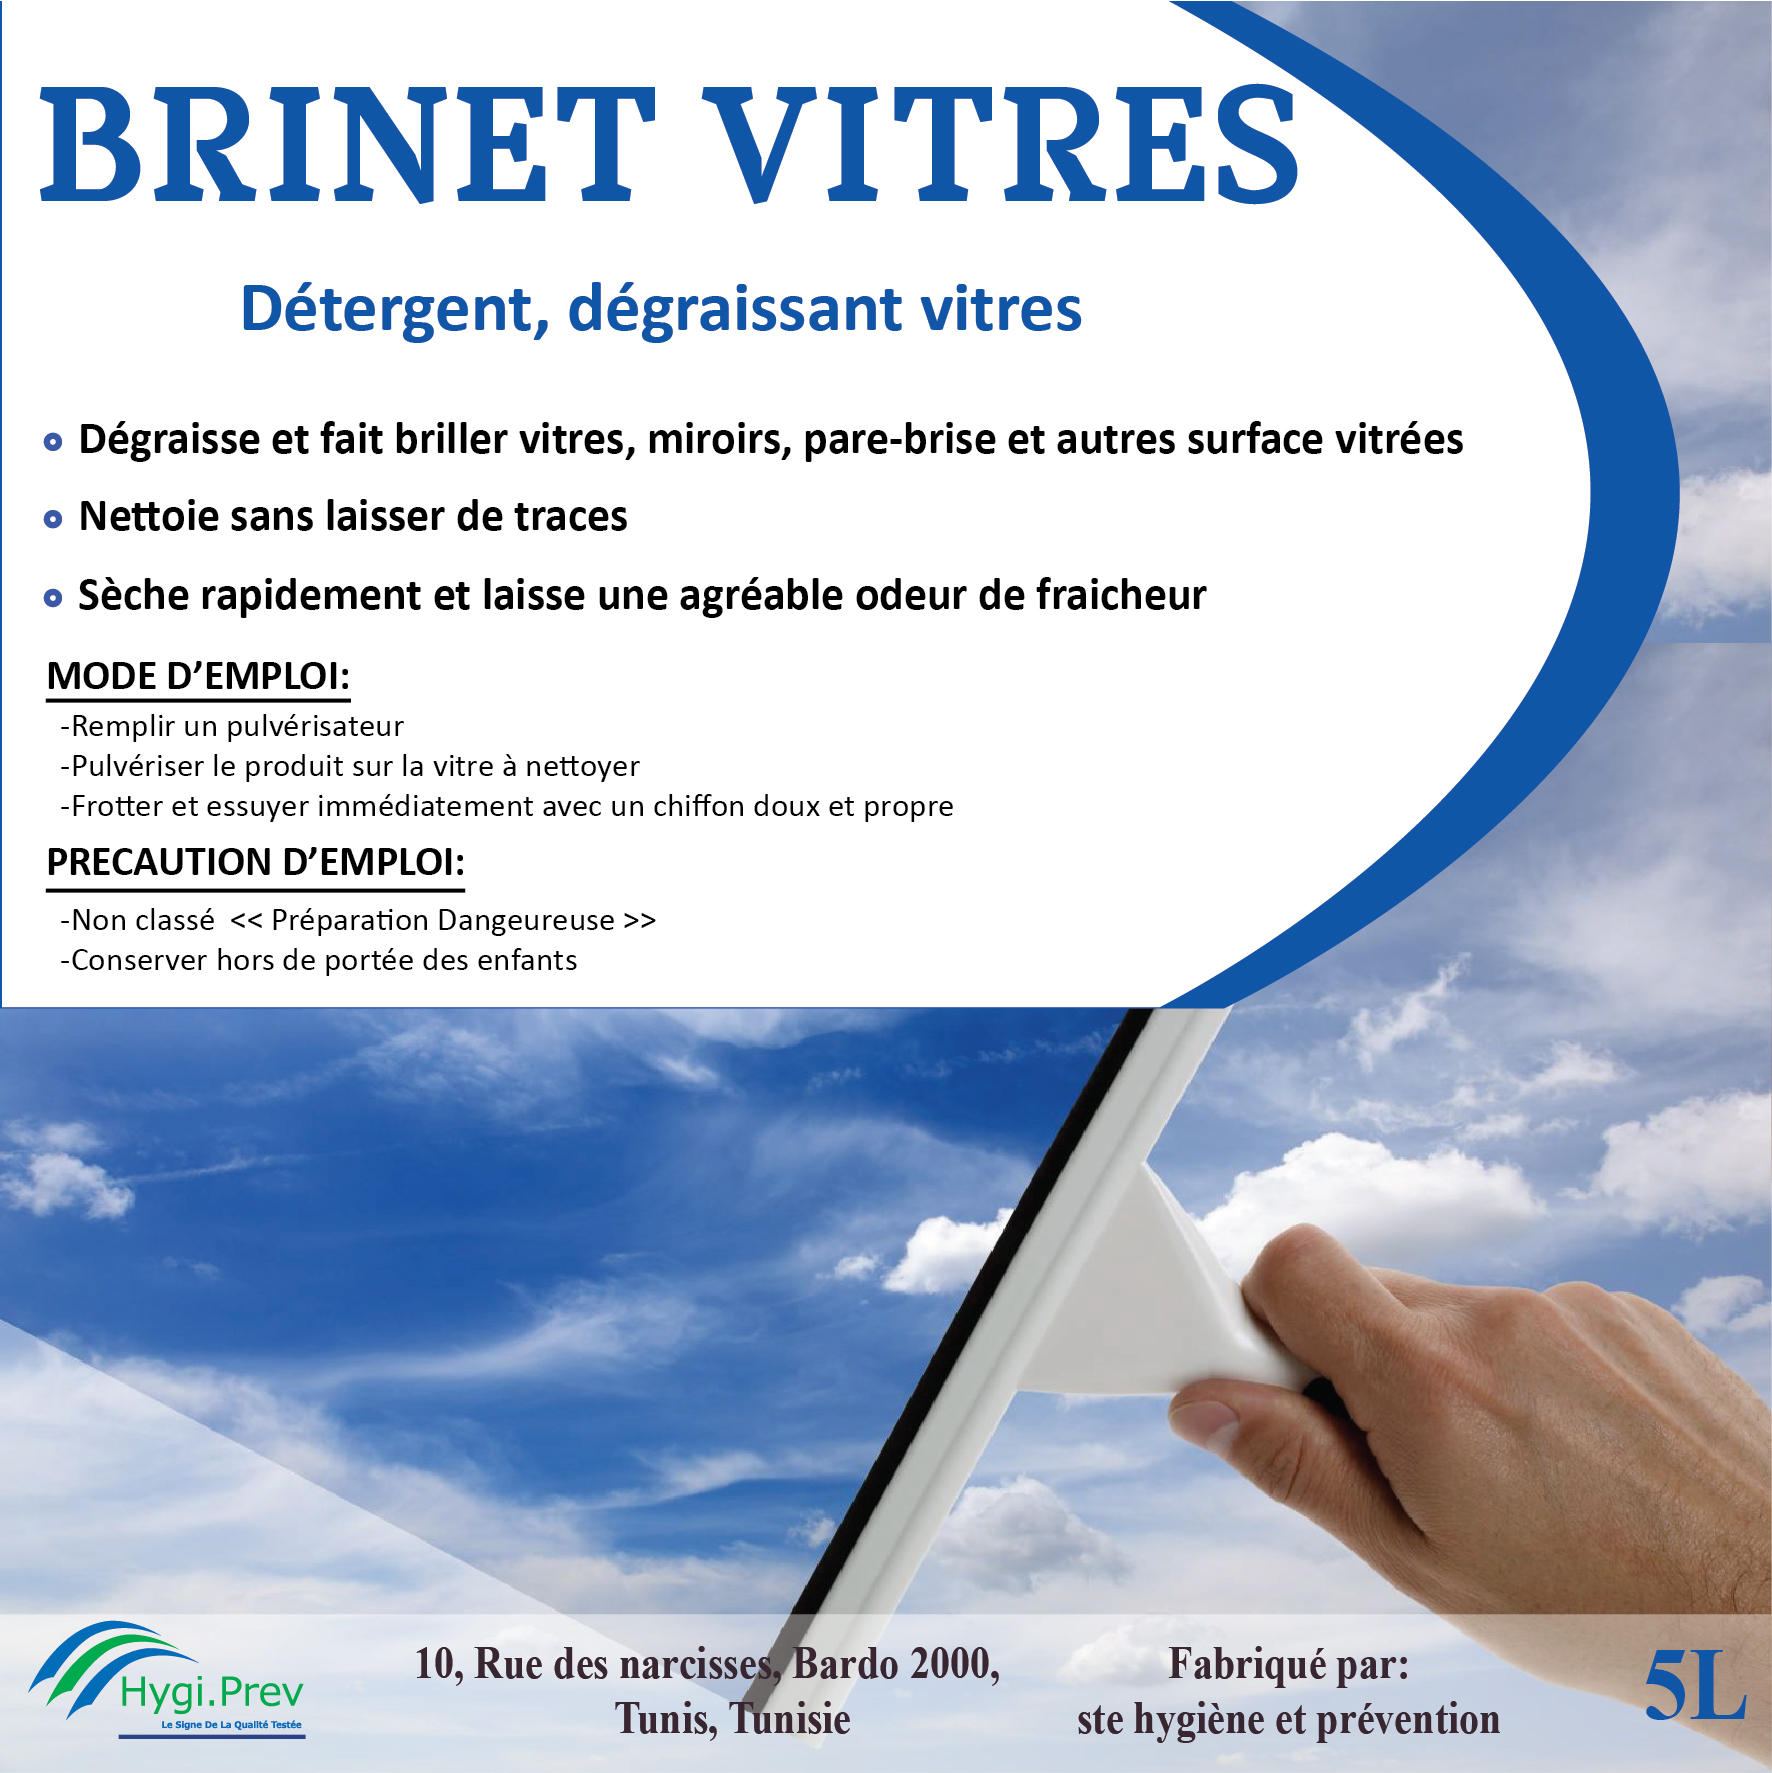 BRINET VITRES
Détergent, dégraissant vitres
Dégraisse et fait briller vitres, miroirs, pare-brise et autres surface vitrées
Nettoie sans laisser de traces
Sèche rapidement et laisse une agréable odeur de fraicheur
MODE D’EMPLOI:
-Remplir un pulvérisateur
-Pulvériser le produit sur la vitre à nettoyer
-Frotter et essuyer immédiatement avec un chiffon doux et propre
PRECAUTION D’EMPLOI:
-Non classé << Préparation Dangeureuse >>
-Conserver hors de portée des enfants
Hygi.Prev
Le Signe De La Qualité Testée
10, Rue des narcisses, Bardo 2000,
Tunis, Tunisie
Fabriqué par:
ste hygiène et prévention
5L